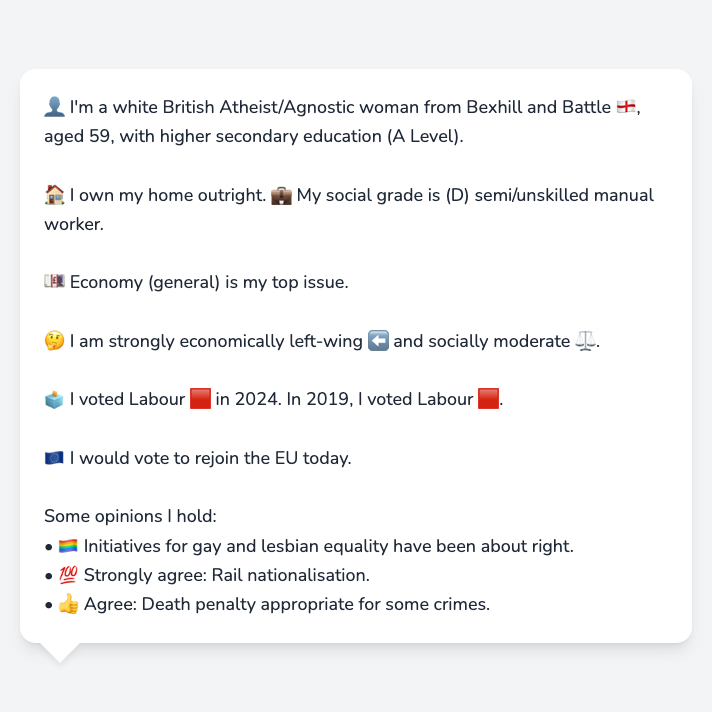 👤 I'm a white British Atheist/Agnostic woman from Bexhill and Battle 🏴󠁧󠁢󠁥󠁮󠁧󠁿,
aged 59, with higher secondary education (A Level).
🏠 I own my home outright. 💼 My social grade is (D) semi/unskilled manual
worker.
💷 Economy (general) is my top issue.
🤔 I am strongly economically left-wing ⬅️ and socially moderate ⚖️.
🗳️ I voted Labour 🟥 in 2024. In 2019, I voted Labour 🟥.
🇪🇺 I would vote to rejoin the EU today.
Some opinions I hold:
• 🏳️‍🌈 Initiatives for gay and lesbian equality have been about right.
• 💯 Strongly agree: Rail nationalisation.
• 👍 Agree: Death penalty appropriate for some crimes.